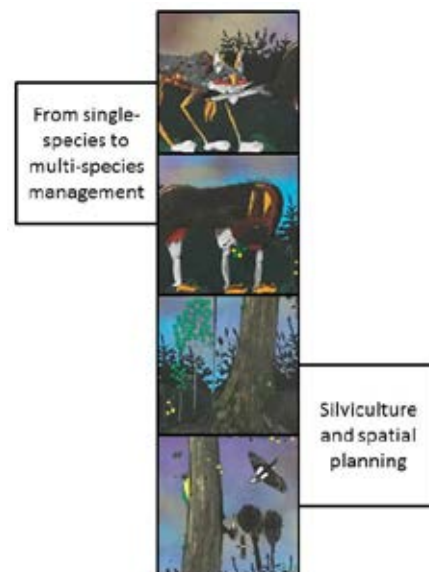 From single-
species to
multi-species
management
Silviculture
and spatial
planning